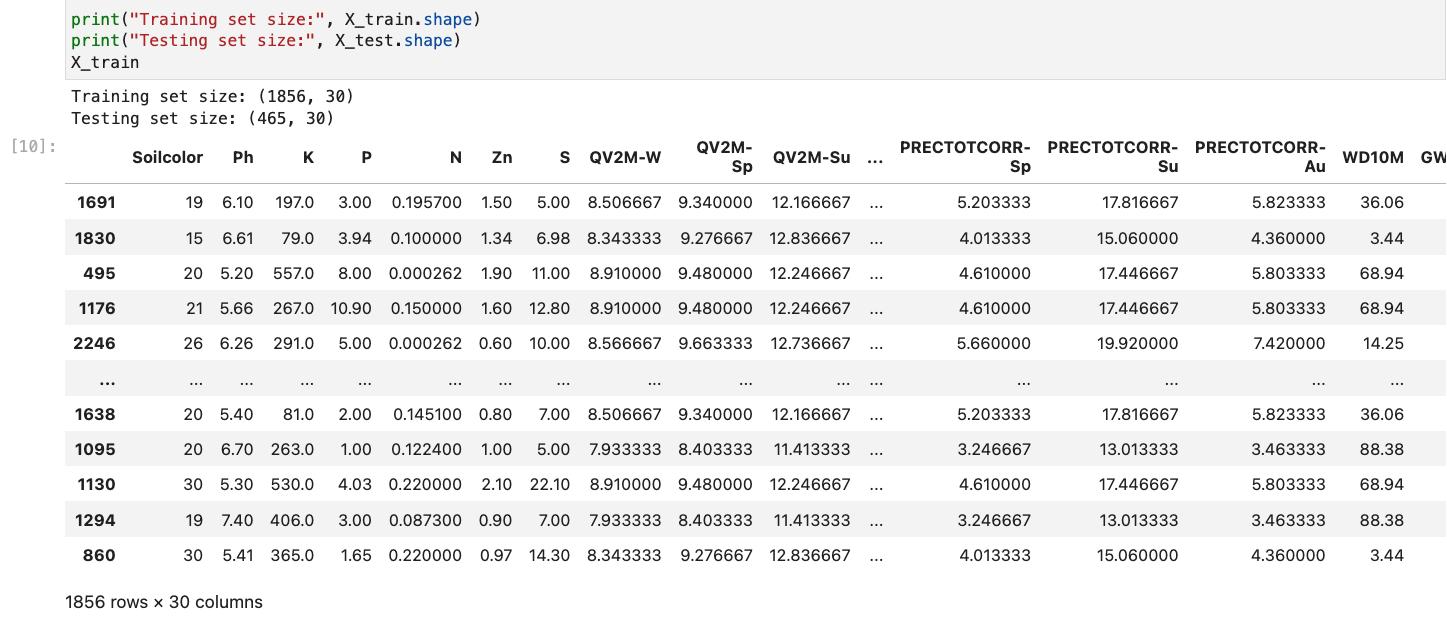 print("Training set size:", X_train.shape)
print("Testing set size:", X_test.shape)
X_train
Training set size: (1856, 30)
Testing set size: (465, 30)
[10]:
Soilcolor Ph K P N Zn S QV2M-W QV2M-Sp QV2M-Su ... PRECTOTCORR-Sp PRECTOTCORR-Su PRECTOTCORR-Au WD10M GW
1691 19 6.10 197.0 3.00 0.195700 1.50 5.00 8.506667 9.340000 12.166667 ... 5.203333 17.816667 5.823333 36.06
1830 15 6.61 79.0 3.94 0.100000 1.34 6.98 8.343333 9.276667 12.836667 ... 4.013333 15.060000 4.360000 3.44
495 20 5.20 557.0 8.00 0.000262 1.90 11.00 8.910000 9.480000 12.246667 ... 4.610000 17.446667 5.803333 68.94
1176 21 5.66 267.0 10.90 0.150000 1.60 12.80 8.910000 9.480000 12.246667 ... 4.610000 17.446667 5.803333 68.94
2246 26 6.26 291.0 5.00 0.000262 0.60 10.00 8.566667 9.663333 12.736667 ... 5.660000 19.920000 7.420000 14.25
... ... ... ... ... ... ... ... ... ... ... ... ... ... ... ...
1638 20 5.40 81.0 2.00 0.145100 0.80 7.00 8.506667 9.340000 12.166667 ... 5.203333 17.816667 5.823333 36.06
1095 20 6.70 263.0 1.00 0.122400 1.00 5.00 7.933333 8.403333 11.413333 ... 3.246667 13.013333 3.463333 88.38
1130 30 5.30 530.0 4.03 0.220000 2.10 22.10 8.910000 9.480000 12.246667 ... 4.610000 17.446667 5.803333 68.94
1294 19 7.40 406.0 3.00 0.087300 0.90 7.00 7.933333 8.403333 11.413333 ... 3.246667 13.013333 3.463333 88.38
860 30 5.41 365.0 1.65 0.220000 0.97 14.30 8.343333 9.276667 12.836667 ... 4.013333 15.060000 4.360000 3.44
1856 rows × 30 columns